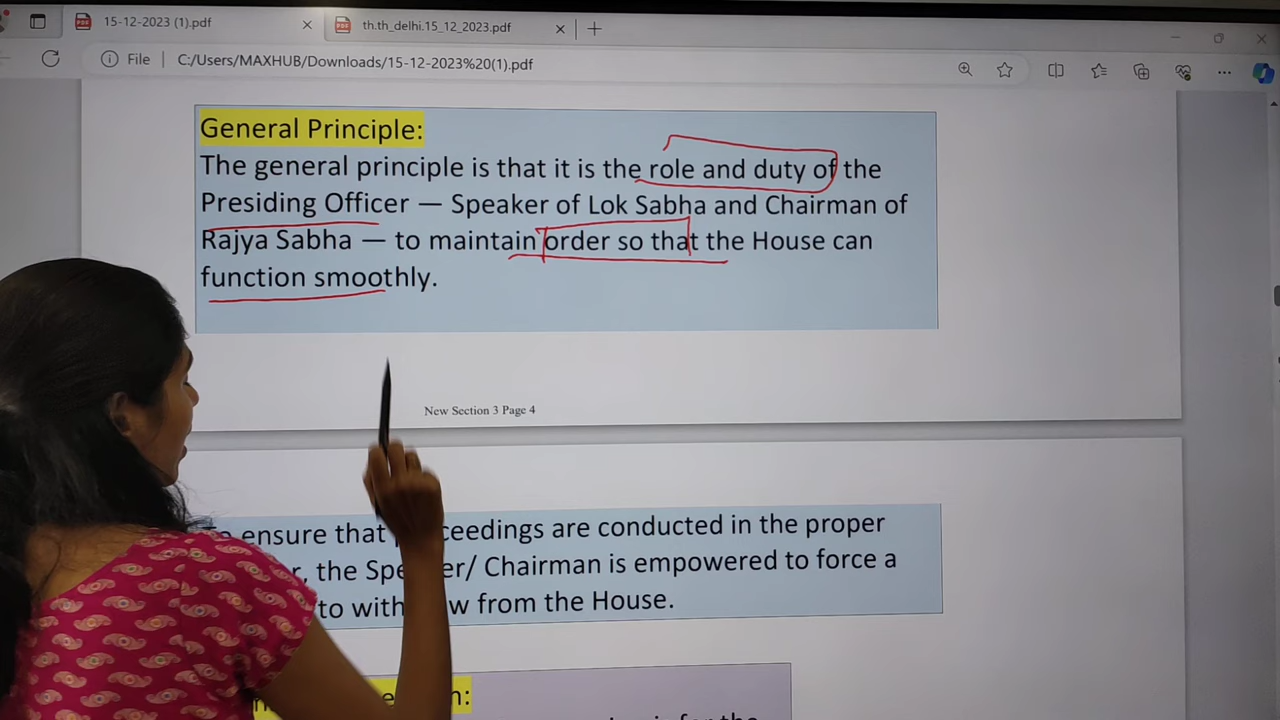 15-12-2023 (1).pdf
th.th_delhi.15_12_2023.pdf
File
C:/Users/MAXHUB/Downloads/15-12-2023%20(1).pdf
General Principle:
The general principle is that it is the role and duty of the
Presiding Officer — Speaker of Lok Sabha and Chairman of
Rajya Sabha — to maintain order so that the House can
function smoothly.
New Section 3 Page 4
ensure that ceedings are conducted in the proper
the Spe er/ Chairman is empowered to force a
to with w from the House.